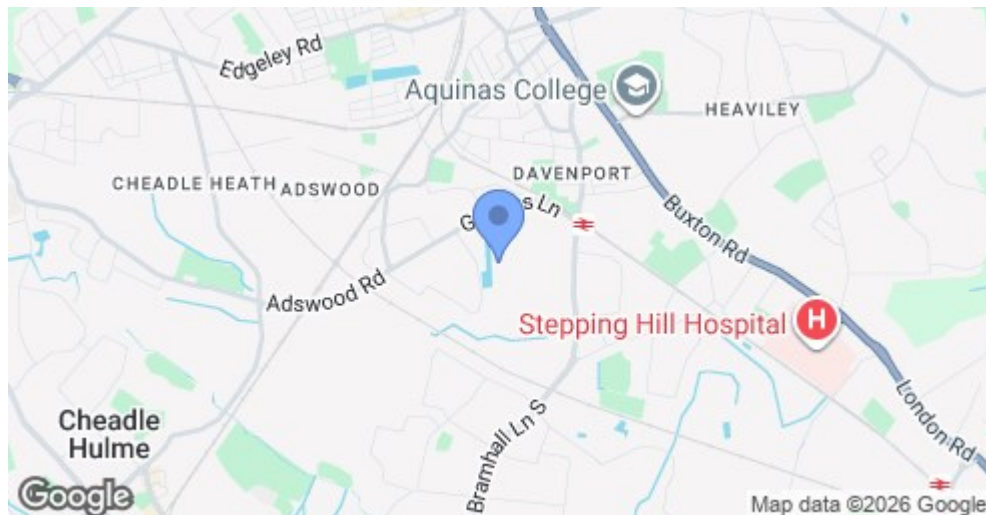 Edgeley Rd
Aquinas College
HEAVILEY
DAVENPORT
CHEADLE HEATH
ADSWOOD
Ln
Buxton Rd
Adswood Rd
Stepping Hill Hospital
H
London Rd
Cheadle
Hulme
Bramhall Ln S
Google
Map data ©2026 Google